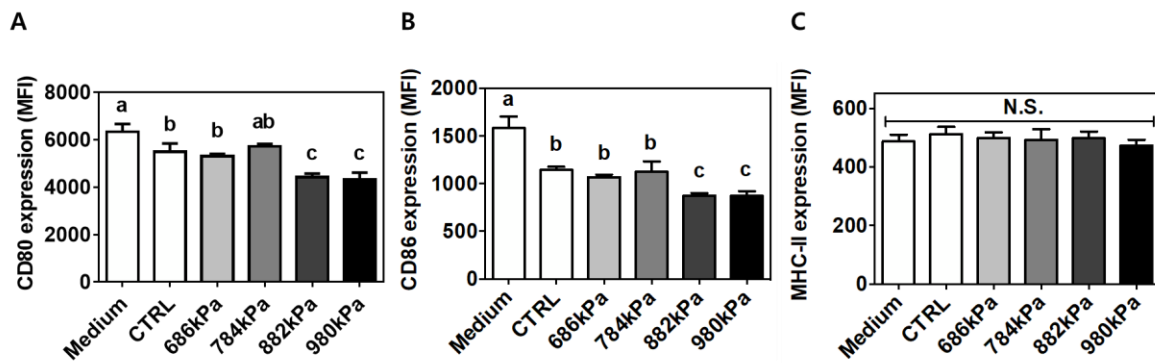 A
CD80 expression (MFI)
8000
6000
4000
2000
0
a
b
b
ab
c
c
Medium
CTRL
686kPa
784kPa
882kPa
980kPa
B
CD86 expression (MFI)
2000
1500
1000
500
0
a
b
b
b
c
c
Medium
CTRL
686kPa
784kPa
882kPa
980kPa
C
MHC-II expression (MFI)
600
400
200
0
N.S.
Medium
CTRL
686kPa
784kPa
882kPa
980kPa